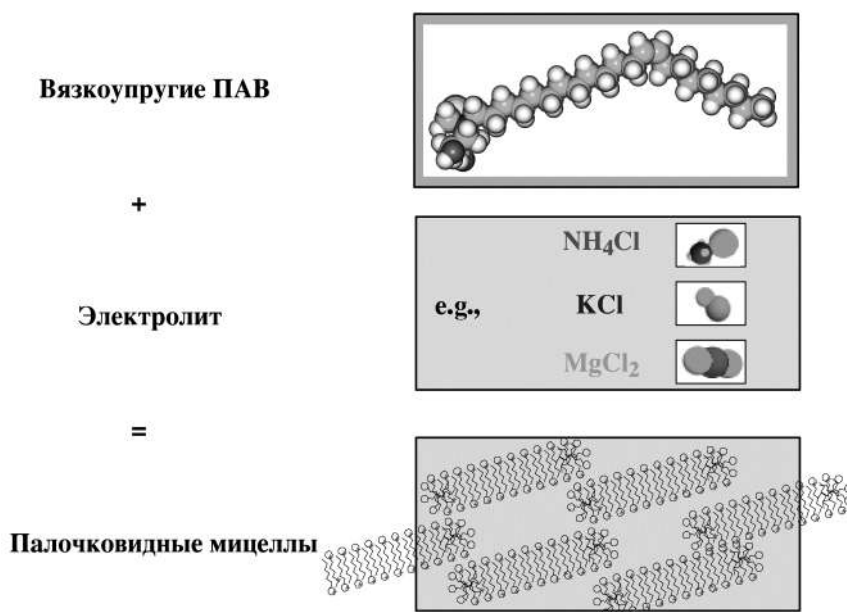 Вязкоупругие ПАВ
+
NH₄Cl
Электролит e.g., KCl
MgCl₂
=
Палочковидные мицеллы